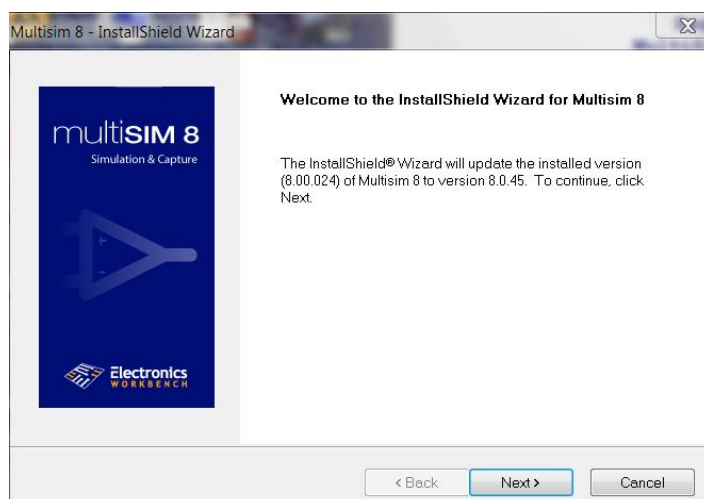 Multisim 8 - InstallShield Wizard
multiSIM 8
Simulation & Capture
+
-
Electronics
WORKBENCH
Welcome to the InstallShield Wizard for Multisim 8
The InstallShield® Wizard will update the installed version
(8.00.024) of Multisim 8 to version 8.0.45. To continue, click
Next.
< Back
Next >
Cancel